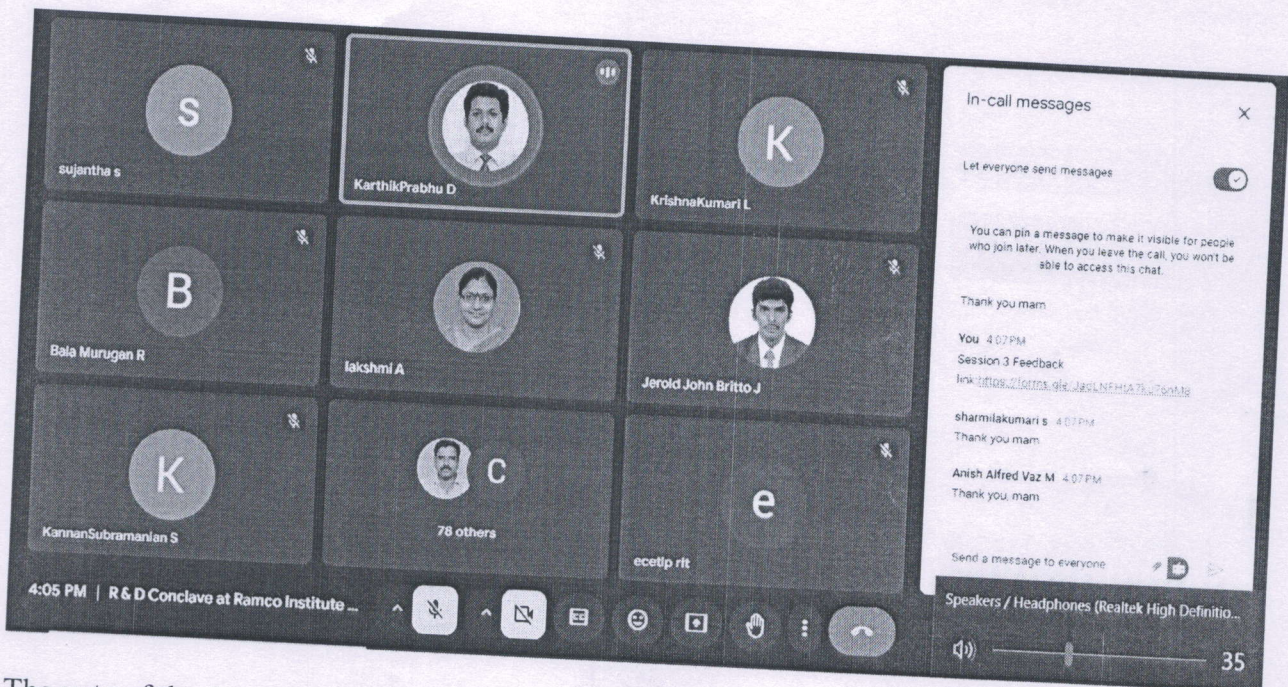 S
sujantha s
KarthikPrabhu D
K
KrishnaKumari L
B
Bala Murugan R
lakshmi A
Jerold John Britto J
K
KannanSubramanian S
C
78 others
e
ecetlp rit
4:05 PM | R & D Conclave at Ramco Institute ...
In-call messages
Let everyone send messages
You can pin a message to make it visible for people
who join later. When you leave the call, you won't be
able to access this chat.
Thank you mam
You 4:07 PM
Session 3 Feedback
link:
sharmilakumari s 4:07 PM
Thank you mam
Anish Alfred Vaz M 4:07 PM
Thank you, mam
Send a message to everyone
Speakers / Headphones (Realtek High Definitio...
35